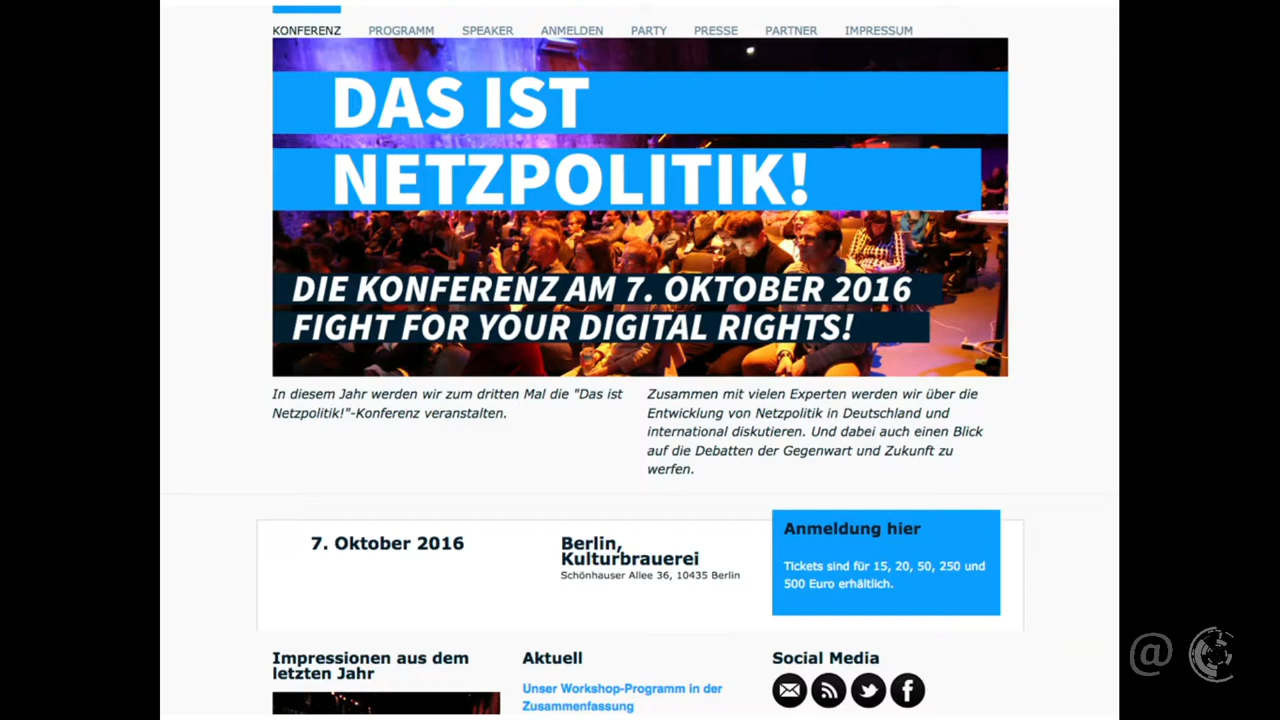 KONFERENZ PROGRAMM SPEAKER ANMELDEN PARTY PRESSE PARTNER IMPRESSUM
DAS IST
NETZPOLITIK!
DIE KONFERENZ AM 7. OKTOBER 2016
FIGHT FOR YOUR DIGITAL RIGHTS!
In diesem Jahr werden wir zum dritten Mal die "Das ist
Netzpolitik!"-Konferenz veranstalten.
Zusammen mit vielen Experten werden wir über die
Entwicklung von Netzpolitik in Deutschland und
international diskutieren. Und dabei auch einen Blick
auf die Debatten der Gegenwart und Zukunft zu
werfen.
7. Oktober 2016
Berlin,
Kulturbrauerei
Schönhauser Allee 36, 10435 Berlin
Anmeldung hier
Tickets sind für 15, 20, 50, 250 und
500 Euro erhältlich.
Impressionen aus dem
letzten Jahr
Aktuell
Unser Workshop-Programm in der
Zusammenfassung
Social Media
@